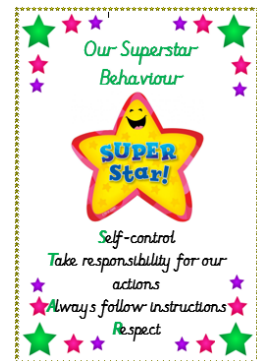 Our Superstar
Behaviour
SUPER
Star!
Self-control
Take responsibility for our
actions
Always follow instructions
Respect